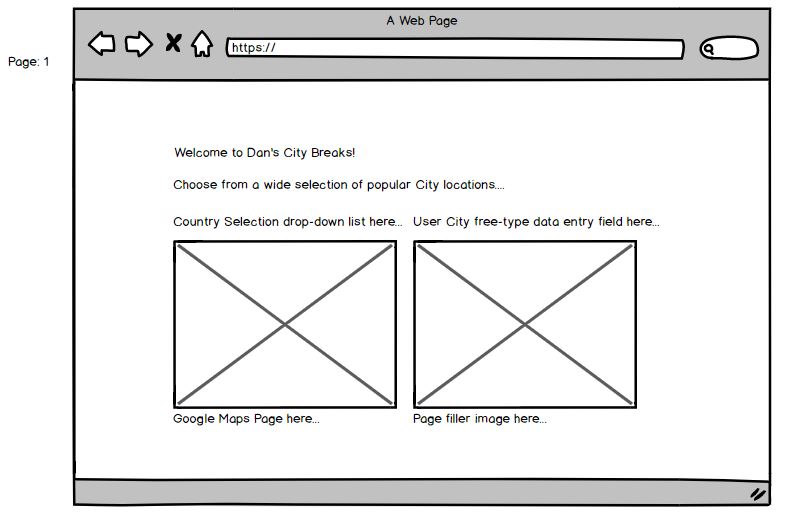 A Web Page
https://
Page: 1
Welcome to Dan's City Breaks!
Choose from a wide selection of popular City locations....
Country Selection drop-down list here... User City free-type data entry field here...
Google Maps Page here... Page filler image here...